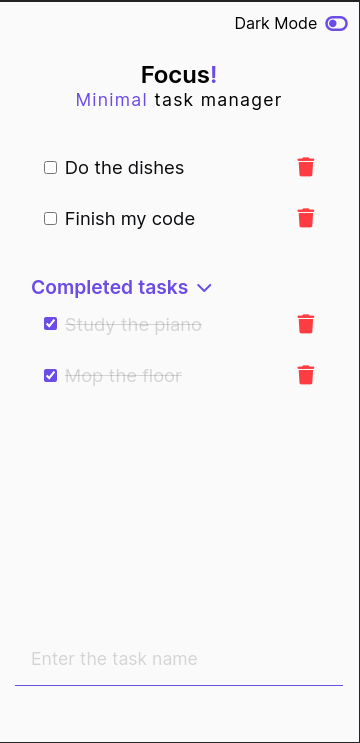 Dark Mode
Focus!
Minimal task manager
Do the dishes
Finish my code
Completed tasks
Study the piano
Mop the floor
Enter the task name